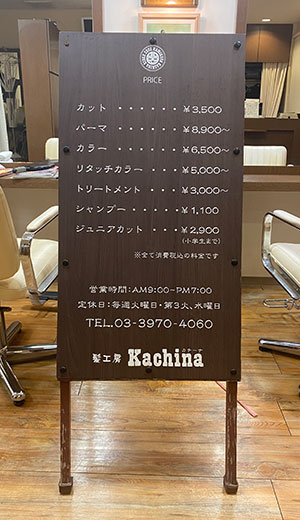 PRICE
カット・・・・・・・¥3,500
パーマ・・・・・・・¥8,900〜
カラー・・・・・・・¥6,500〜
リタッチカラー・・・¥5,000〜
トリートメント・・・¥3,000〜
シャンプー・・・・・¥1,100
ジュニアカット・・・¥2,900
(小学生まで)
※全て消費税込の料金です
営業時間:AM9:00-PM7:00
定休日:毎週火曜日・第3火、水曜日
TEL.03-3970-4060
カチーナ
髪工房 Kachina